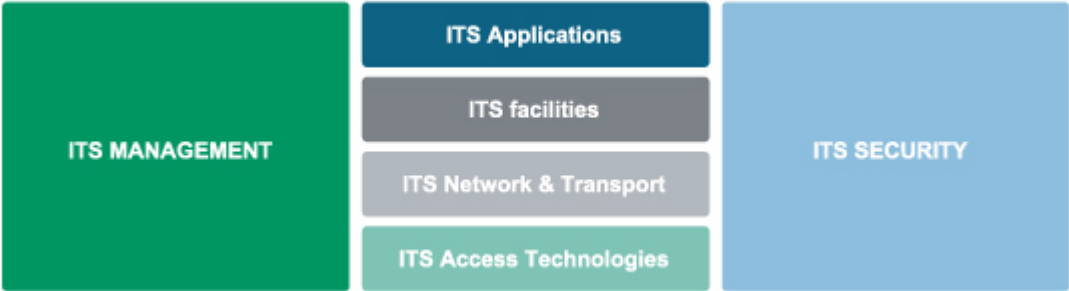 ITS MANAGEMENT
ITS Applications
ITS facilities
ITS Network & Transport
ITS Access Technologies
ITS SECURITY